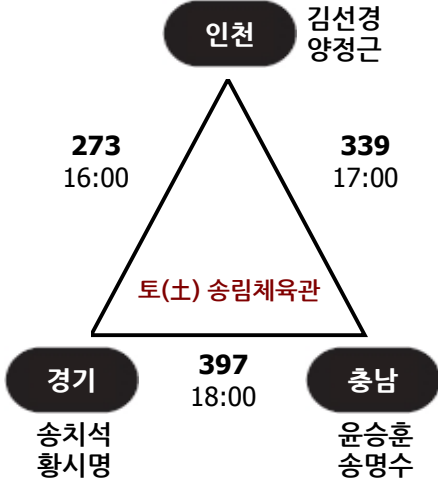 인천
김선경
양정근
273
16:00
339
17:00
토(土) 송림체육관
경기
397
18:00
충남
송치석
황시명
윤승훈
송명수